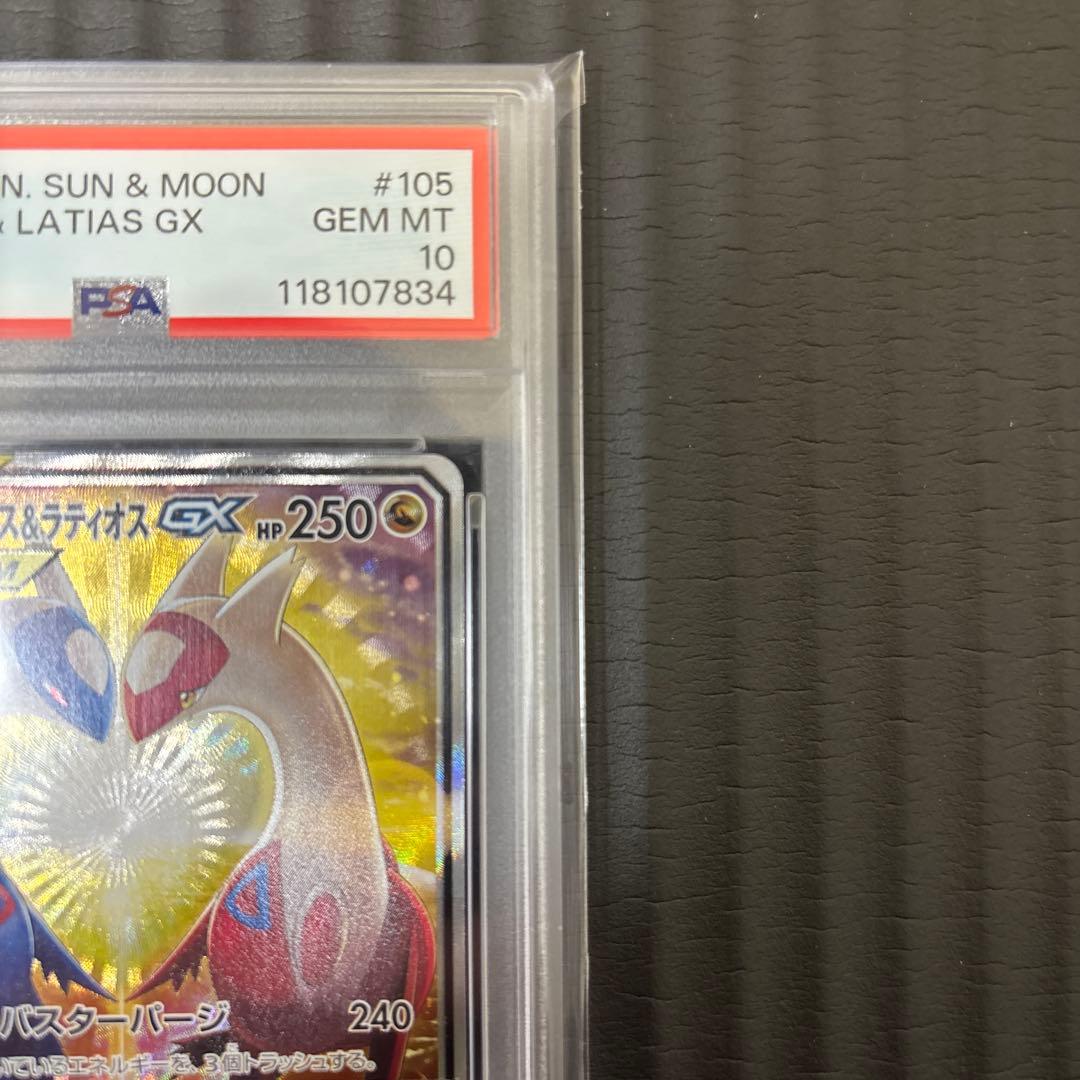 N. SUN & MOON #105
& LATIAS GX GEM MT
10
PSA 118107834
ス&ラティオス GX HP 250
バスターパージ 240
いているエネルギーを、3個トラッシュする。